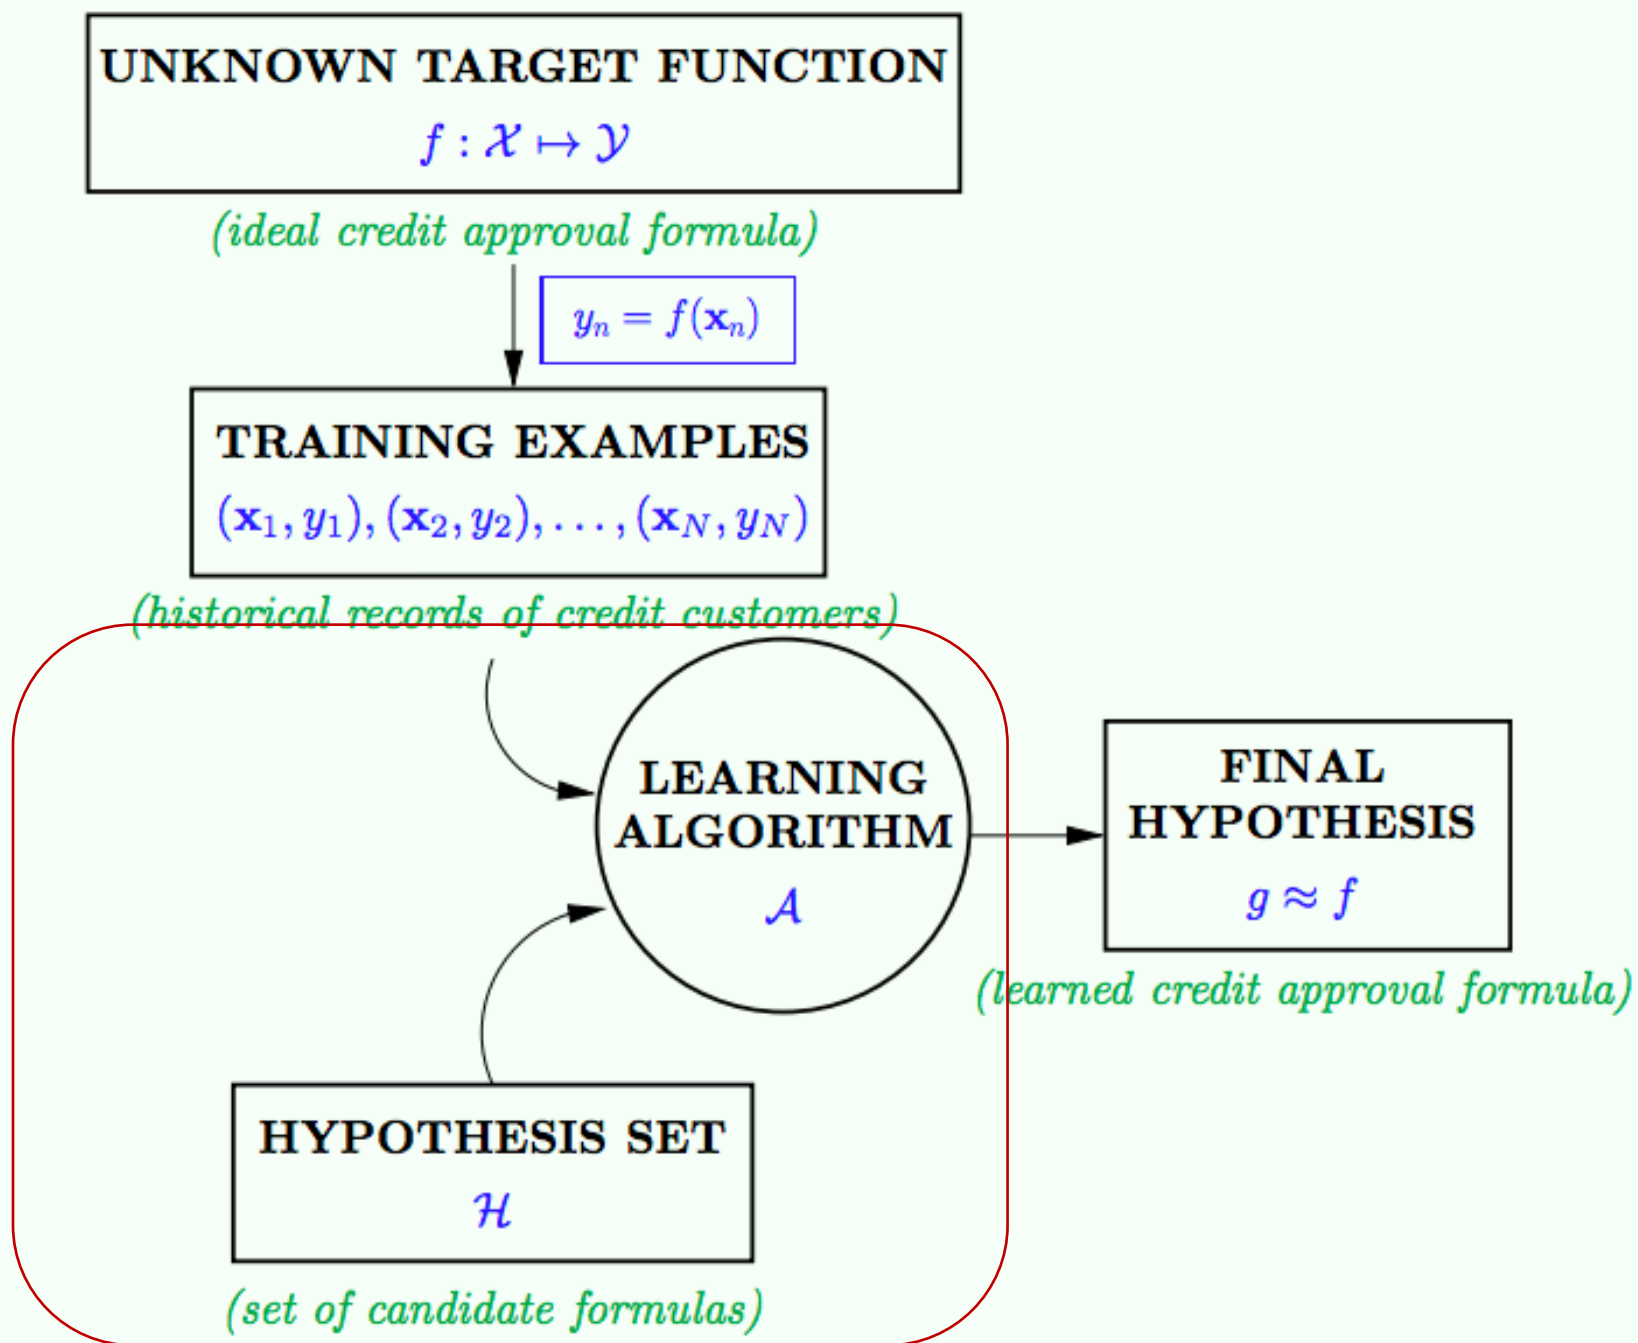 UNKNOWN TARGET FUNCTION
f : 𝒳 ↦ 𝒴
(ideal credit approval formula)
yₙ = f(𝐱ₙ)
TRAINING EXAMPLES
(𝐱₁, y₁), (𝐱₂, y₂), . . . , (𝐱_N, y_N)
(historical records of credit customers)
LEARNING
ALGORITHM
𝒜
FINAL
HYPOTHESIS
g ≈ f
(learned credit approval formula)
HYPOTHESIS SET
ℋ
(set of candidate formulas)